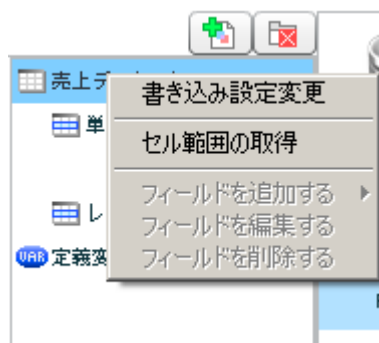 売上デ
書き込み設定変更
単
セル範囲の取得
フィールドを追加する
レ
フィールドを編集する
VAR 定義変
フィールドを削除する